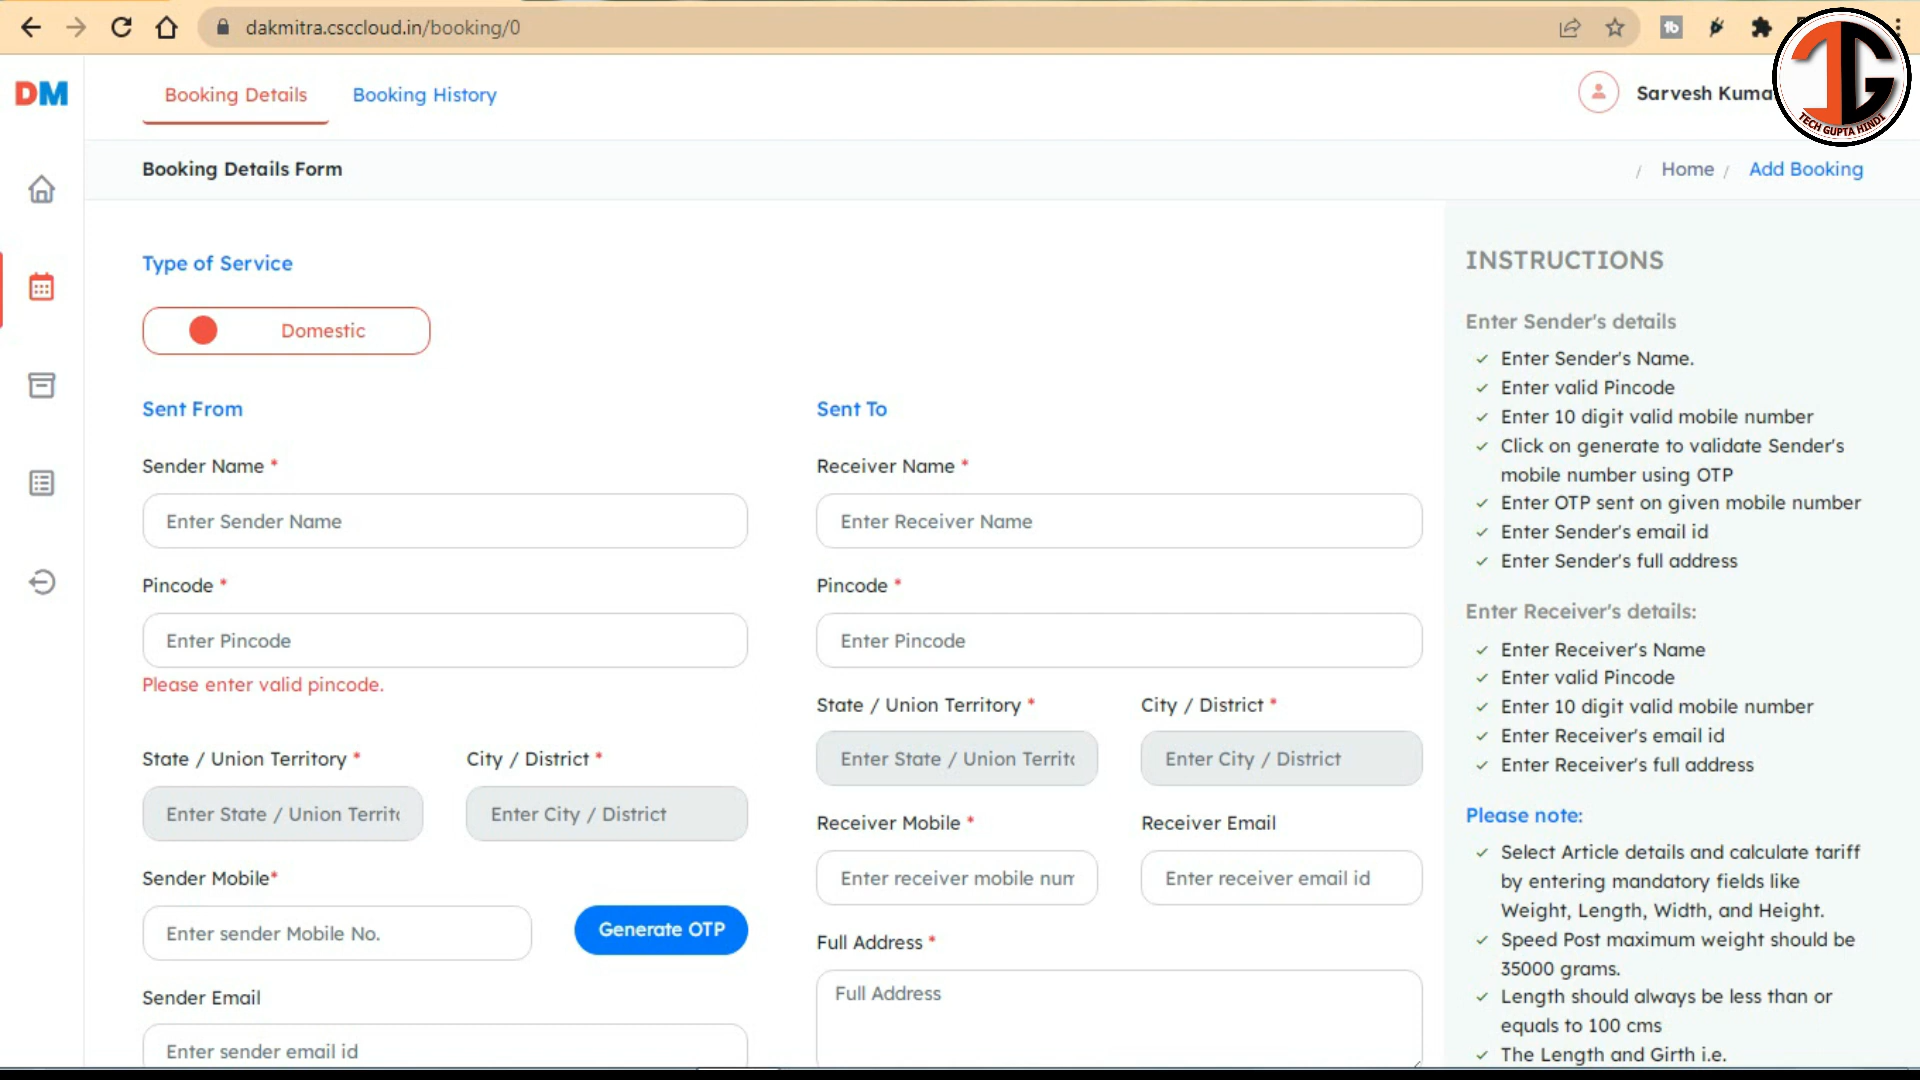 dakmitra.csccloud.in/booking/0
DM
Booking Details
Booking History
Sarvesh Kuma
TECH GUPTA HINDI
Booking Details Form
/ Home / Add Booking
Type of Service
Domestic
Sent From
Sender Name *
Enter Sender Name
Pincode *
Enter Pincode
Please enter valid pincode.
State / Union Territory *
City / District *
Enter State / Union Territo
Enter City / District
Sender Mobile*
Enter sender Mobile No.
Generate OTP
Sender Email
Enter sender email id
Sent To
Receiver Name *
Enter Receiver Name
Pincode *
Enter Pincode
State / Union Territory *
City / District *
Enter State / Union Territo
Enter City / District
Receiver Mobile *
Receiver Email
Enter receiver mobile num
Enter receiver email id
Full Address *
Full Address
INSTRUCTIONS
Enter Sender's details
Enter Sender's Name.
Enter valid Pincode
Enter 10 digit valid mobile number
Click on generate to validate Sender's
mobile number using OTP
Enter OTP sent on given mobile number
Enter Sender's email id
Enter Sender's full address
Enter Receiver's details:
Enter Receiver's Name
Enter valid Pincode
Enter 10 digit valid mobile number
Enter Receiver's email id
Enter Receiver's full address
Please note:
Select Article details and calculate tariff
by entering mandatory fields like
Weight, Length, Width, and Height.
Speed Post maximum weight should be
35000 grams.
Length should always be less than or
equals to 100 cms
The Length and Girth i.e.